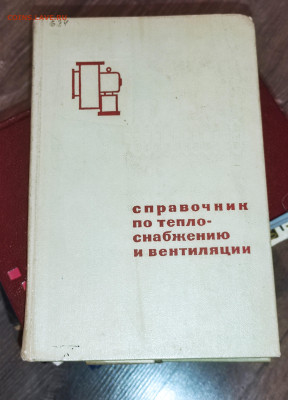 справочник
по тепло-
снабжению
и вентиляции